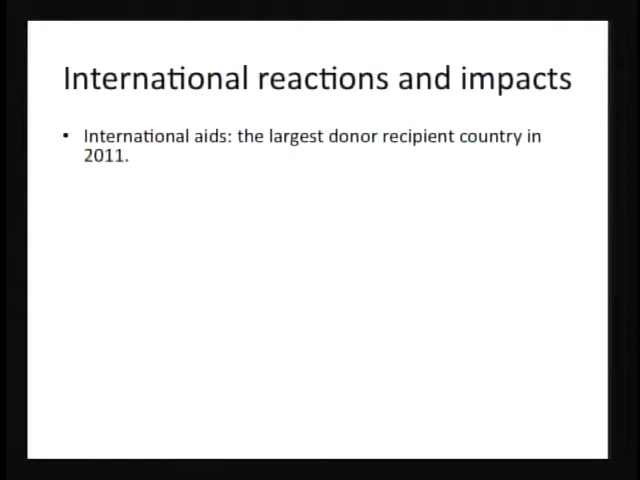 International reactions and impacts
• International aids: the largest donor recipient country in
2011.